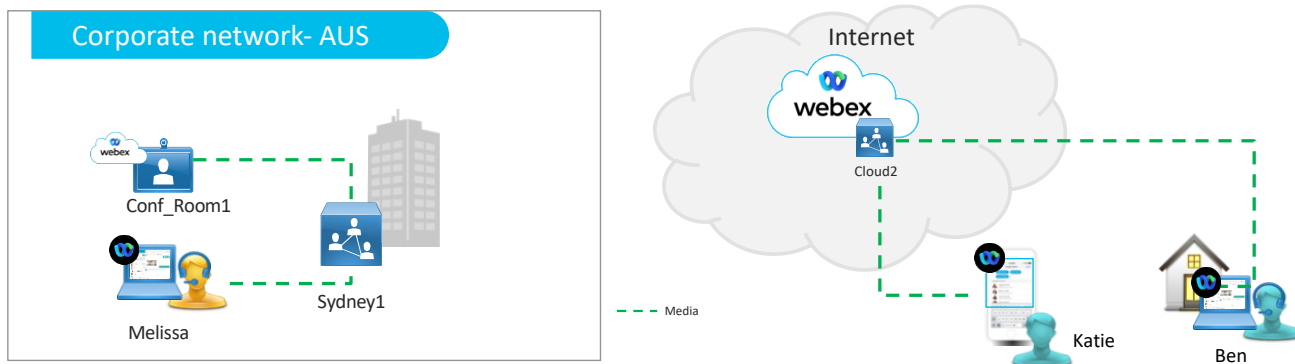 Corporate network- AUS
Internet
webex
webex
Cloud2
Conf_Room1
Sydney1
Media
Melissa
Katie
Ben